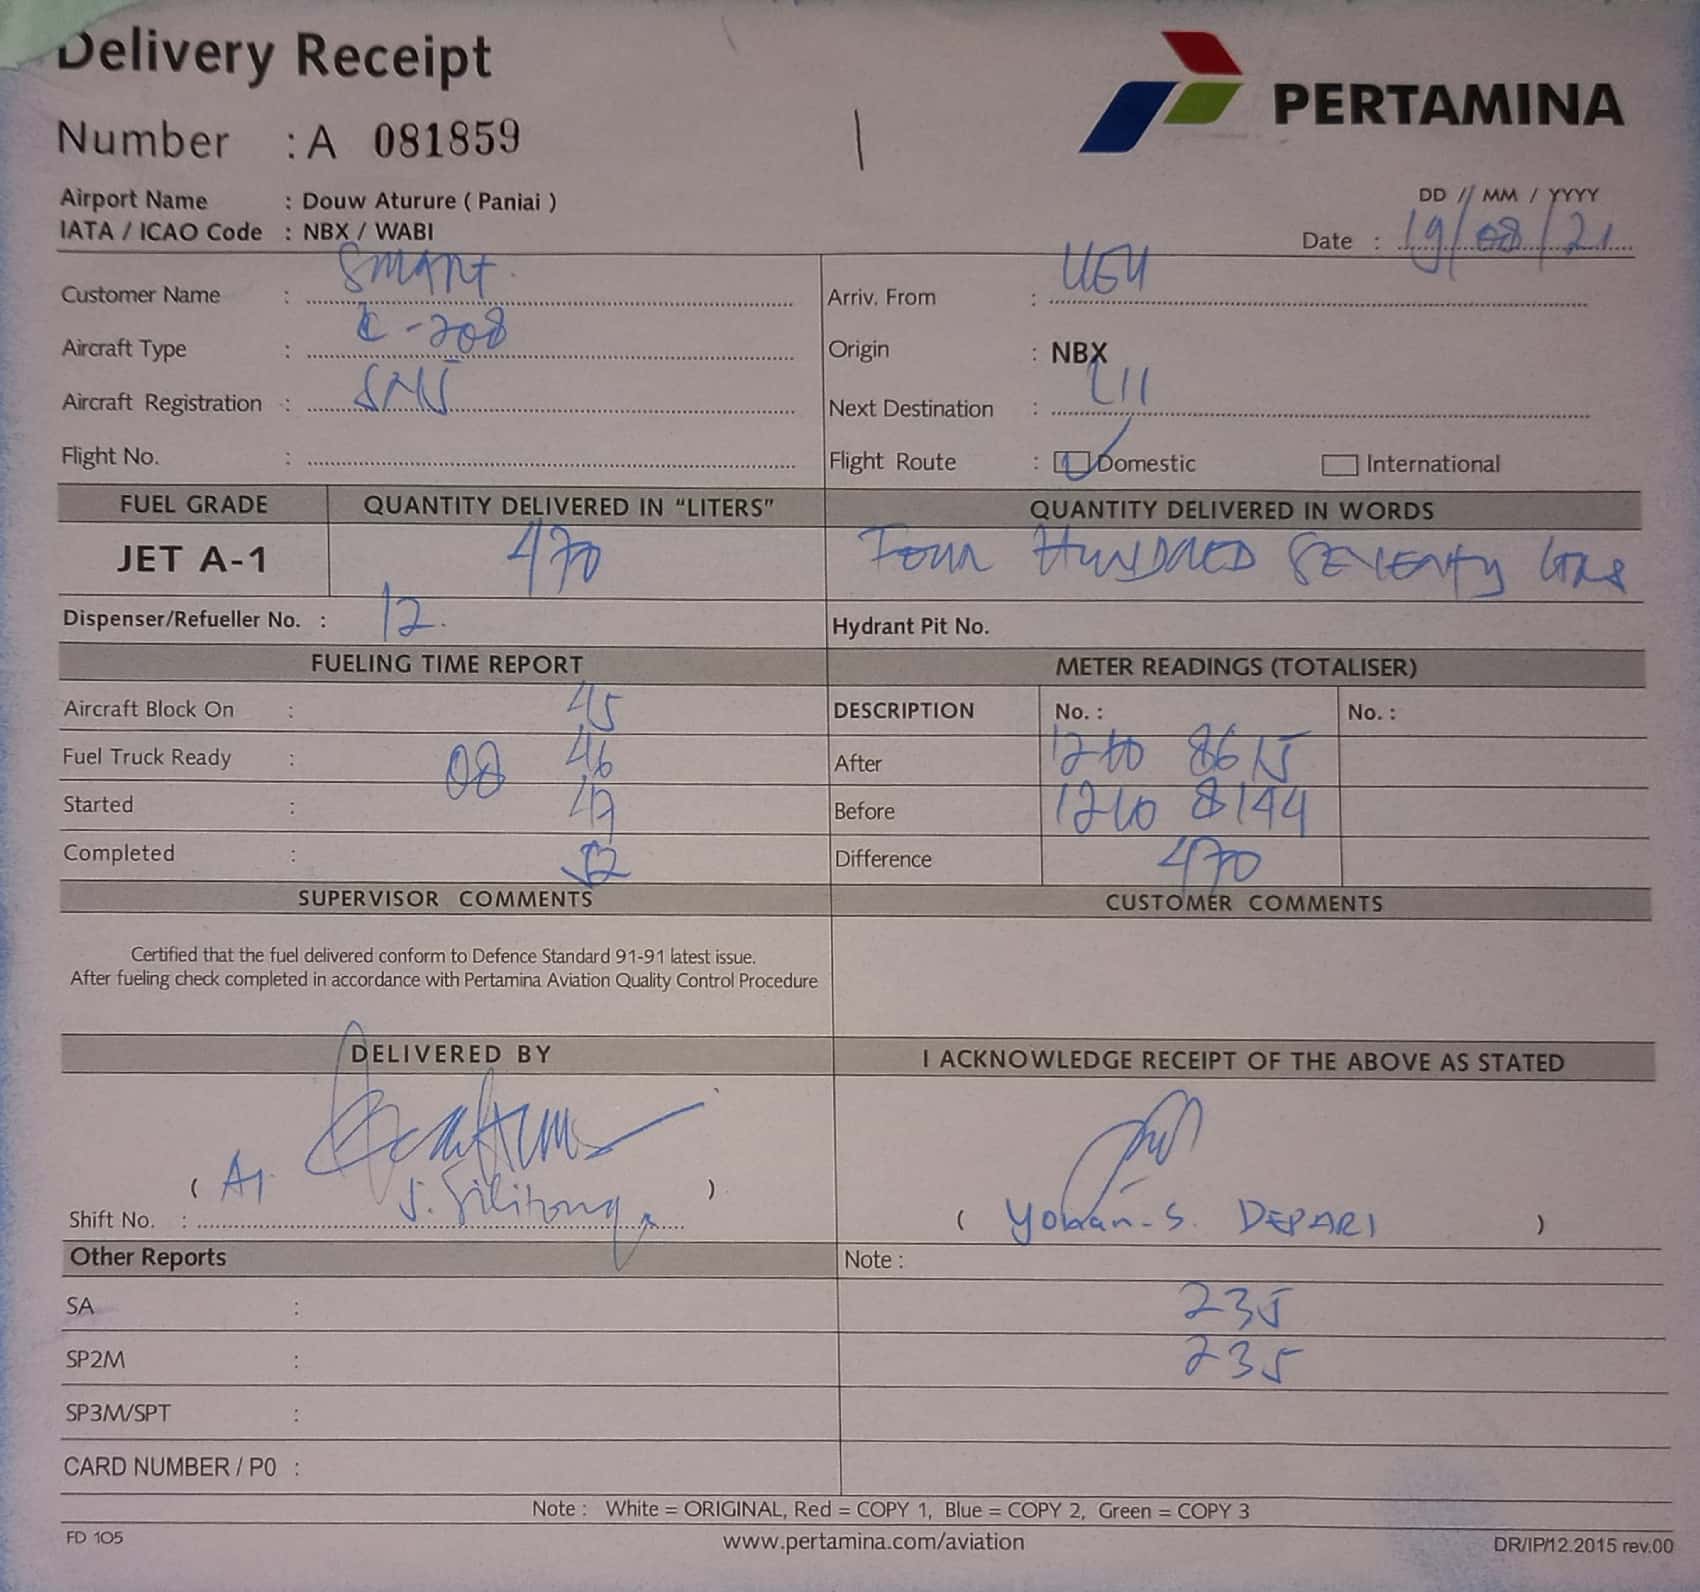 Delivery Receipt
PERTAMINA
Number : A 081859
Airport Name : Douw Aturure ( Paniai )
IATA / ICAO Code : NBX / WABI
DD // MM / YYYY
Date : 19/08/21
Customer Name : SMART
Arriv. From : UGU
Aircraft Type : C-208
Origin : NBX
Aircraft Registration :
Next Destination :
Flight No. :
Flight Route : Domestic International
FUEL GRADE QUANTITY DELIVERED IN “LITERS” QUANTITY DELIVERED IN WORDS
JET A-1 470 FOUR HUNDRED SEVENTY LTRS
Dispenser/Refueller No. : 12. Hydrant Pit No.
FUELING TIME REPORT METER READINGS (TOTALISER)
Aircraft Block On : 45 DESCRIPTION No. : No. :
Fuel Truck Ready : 08 46 After
Started : 47 Before
Completed : 52 Difference 470
SUPERVISOR COMMENTS CUSTOMER COMMENTS
Certified that the fuel delivered conform to Defence Standard 91-91 latest issue.
After fueling check completed in accordance with Pertamina Aviation Quality Control Procedure
DELIVERED BY I ACKNOWLEDGE RECEIPT OF THE ABOVE AS STATED
Shift No. :
( Yohan-S. DEPARI )
Other Reports Note :
SA : 235
SP2M : 235
SP3M/SPT :
CARD NUMBER / P0 :
Note : White = ORIGINAL, Red = COPY 1, Blue = COPY 2, Green = COPY 3
FD 105 www.pertamina.com/aviation DR/IP/12.2015 rev.00